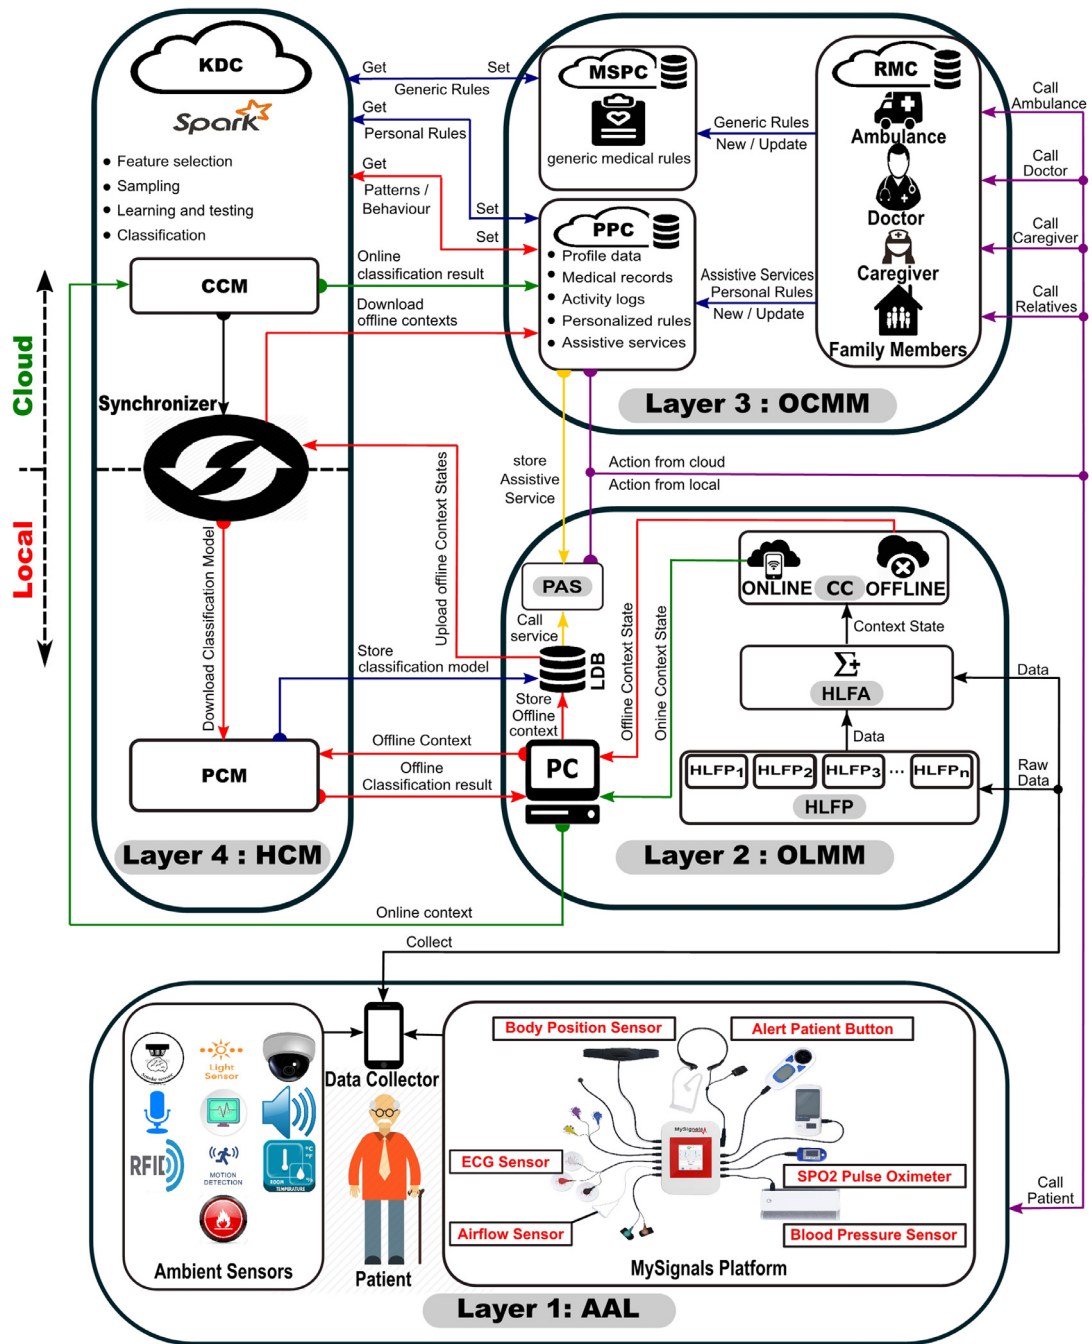 KDC
Spark
Feature selection
Sampling
Learning and testing
Classification
CCM
Synchronizer
Cloud
Local
PCM
Layer 4 : HCM
Get
Set
Generic Rules
Get
Personal Rules
Get
Patterns /
Behaviour
Set
Set
Online
classification result
Download
offline contexts
MSPC
generic medical rules
PPC
Profile data
Medical records
Activity logs
Personalized rules
Assistive services
Generic Rules
New / Update
Assistive Services
Personal Rules
New / Update
RMC
Ambulance
Doctor
Caregiver
Family Members
Call
Ambulance
Call
Doctor
Call
Caregiver
Call
Relatives
Layer 3 : OCMM
store
Assistive
Service
Action from cloud
Action from local
Upload offline Context States
Download Classification Model
Store
classification model
Offline Context
Offline
Classification result
PAS
Call
service
LDB
Store
Offline
context
PC
Offline Context State
Onine Context State
ONLINE
CC
OFFLINE
Context State
Σ+
HLFA
Data
Data
HLFP1
HLFP2
HLFP3
...
HLFPn
HLFP
Raw
Data
Layer 2 : OLMM
Online context
Collect
Smoke sensor
Light
Sensor
RFID
MOTION
DETECTION
°C
°F
ROOM
TEMPERATURE
Ambient Sensors
Data Collector
Patient
Body Position Sensor
Alert Patient Button
MySignals
ECG Sensor
SPO2 Pulse Oximeter
Airflow Sensor
Blood Pressure Sensor
MySignals Platform
Call
Patient
Layer 1: AAL